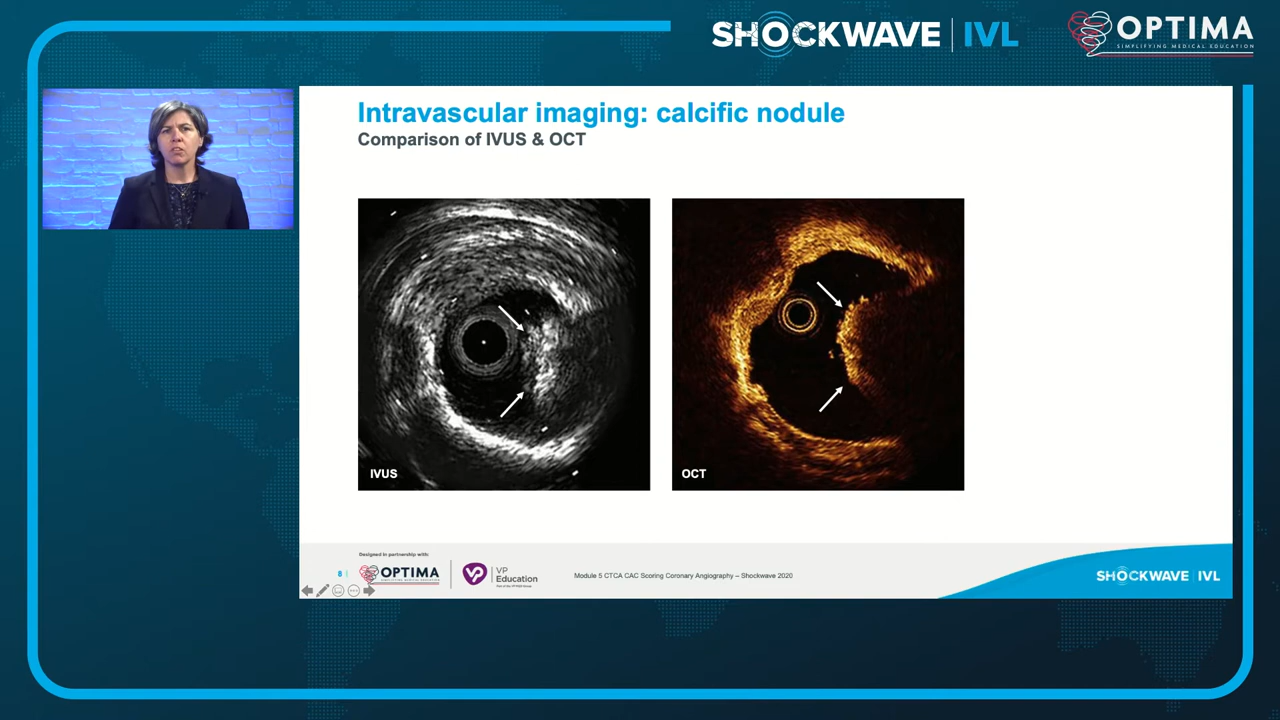 SHOCKWAVE IVL
OPTIMA
SIMPLIFYING MEDICAL EDUCATION
Intravascular imaging: calcific nodule
Comparison of IVUS & OCT
IVUS
OCT
Designed in partnership with:
8
OPTIMA
VP
Education
Module 5 CTCA CAC Scoring Coronary Angiography – Shockwave 2020
SHOCKWAVE IVL